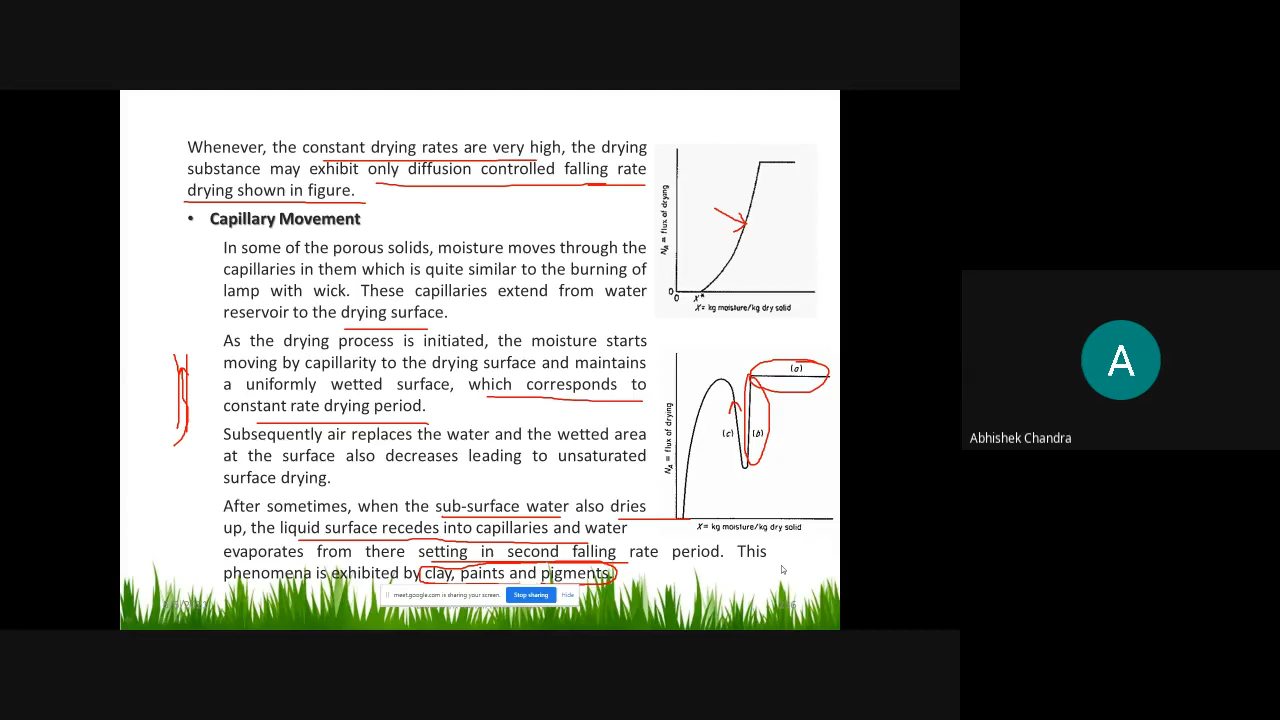 Whenever, the constant drying rates are very high, the drying
substance may exhibit only diffusion controlled falling rate
drying shown in figure.
• Capillary Movement
In some of the porous solids, moisture moves through the
capillaries in them which is quite similar to the burning of
lamp with wick. These capillaries extend from water
reservoir to the drying surface.
As the drying process is initiated, the moisture starts
moving by capillarity to the drying surface and maintains
a uniformly wetted surface, which corresponds to
constant rate drying period.
Subsequently air replaces the water and the wetted area
at the surface also decreases leading to unsaturated
surface drying.
After sometimes, when the sub-surface water also dries
up, the liquid surface recedes into capillaries and water
evaporates from there setting in second falling rate period. This
phenomena is exhibited by clay, paints and pigments.
N_A = flux of drying
0
0 X*
X = kg moisture/kg dry solid
N_A = flux of drying
(a)
(c) (b)
X = kg moisture/kg dry solid
meet.google.com is sharing your screen. Stop sharing Hide
A
Abhishek Chandra